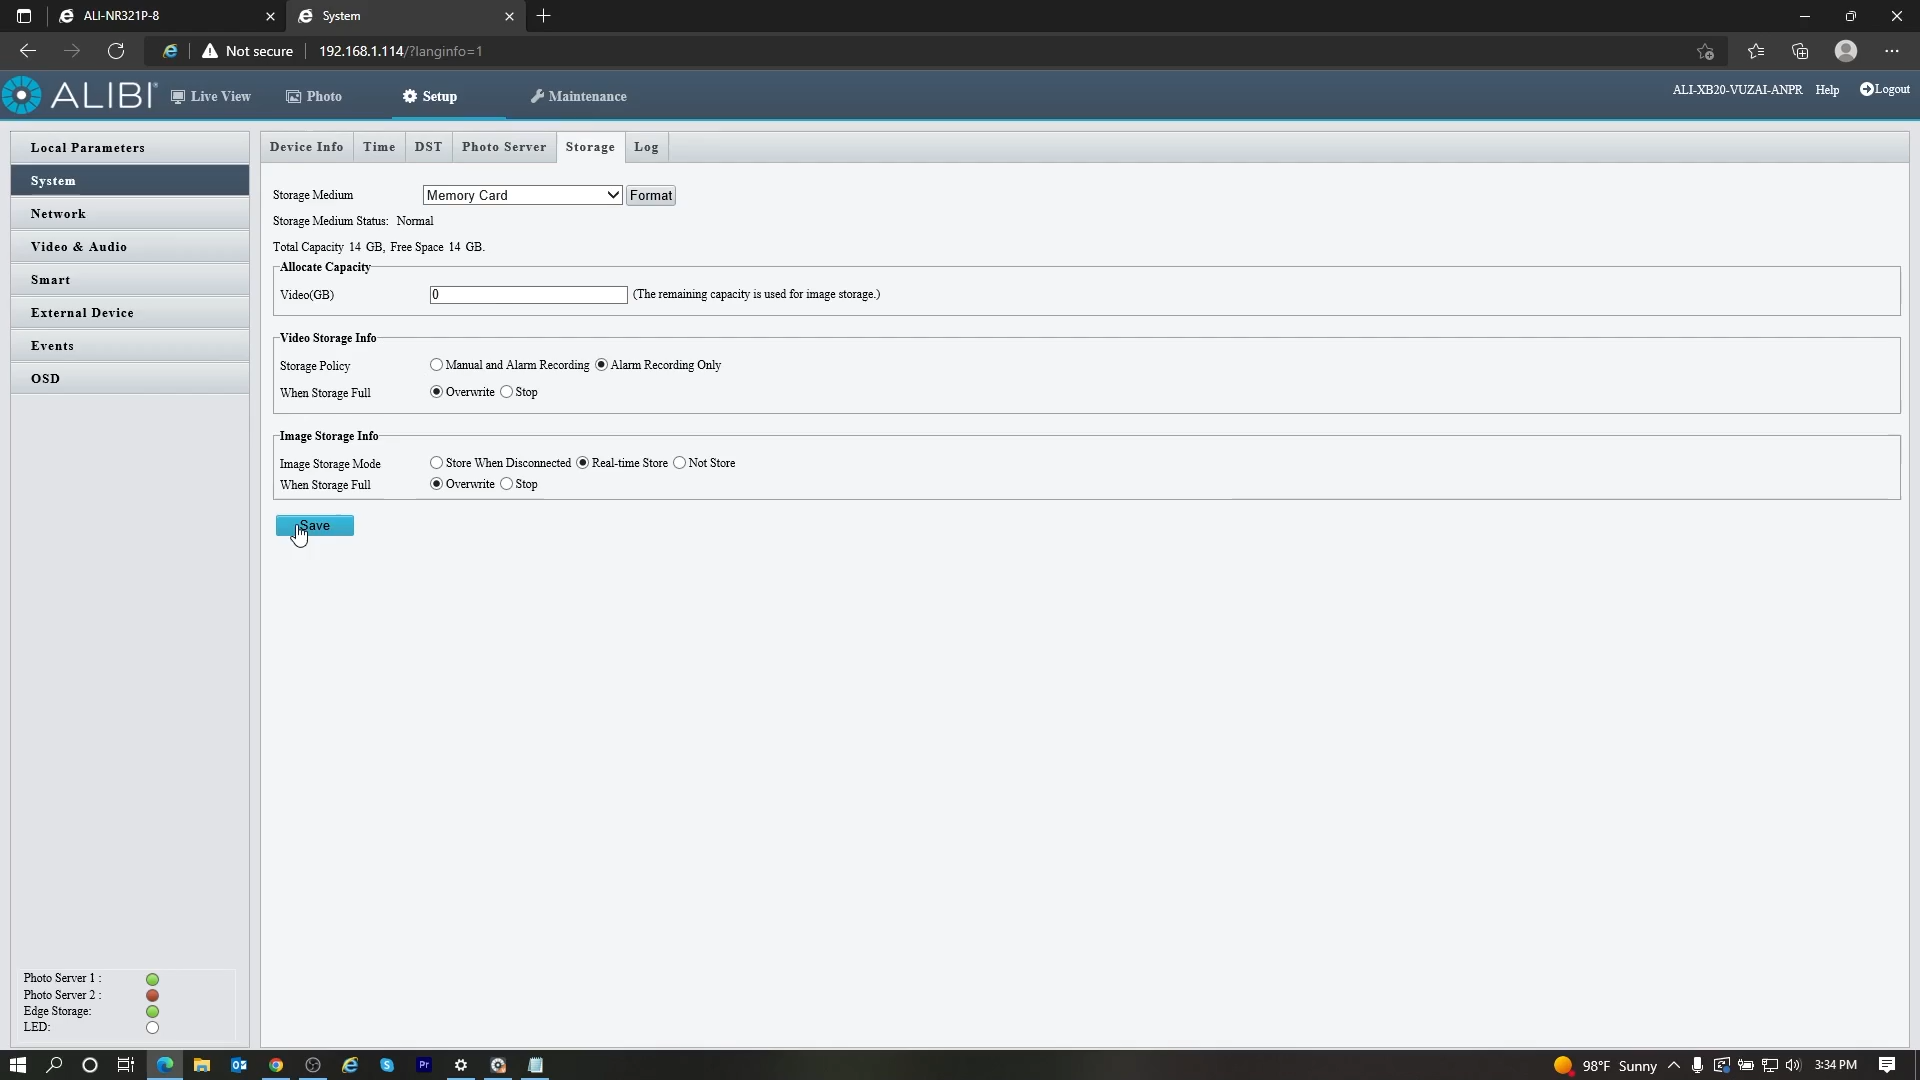 ALI-NR321P-8
System
Not secure
192.168.1.114/?langinfo=1
ALIBI
Live View
Photo
Setup
Maintenance
ALI-XB20-VUZAI-ANPR
Help
Logout
Local Parameters
System
Network
Video & Audio
Smart
External Device
Events
OSD
Device Info
Time
DST
Photo Server
Storage
Log
Storage Medium
Memory Card
Format
Storage Medium Status: Normal
Total Capacity 14 GB, Free Space 14 GB.
Allocate Capacity
Video(GB)
0
(The remaining capacity is used for image storage.)
Video Storage Info
Storage Policy
Manual and Alarm Recording
Alarm Recording Only
When Storage Full
Overwrite
Stop
Image Storage Info
Image Storage Mode
Store When Disconnected
Real-time Store
Not Store
When Storage Full
Overwrite
Stop
Save
Photo Server 1 :
Photo Server 2 :
Edge Storage:
LED:
Pr
98°F Sunny
3:34 PM